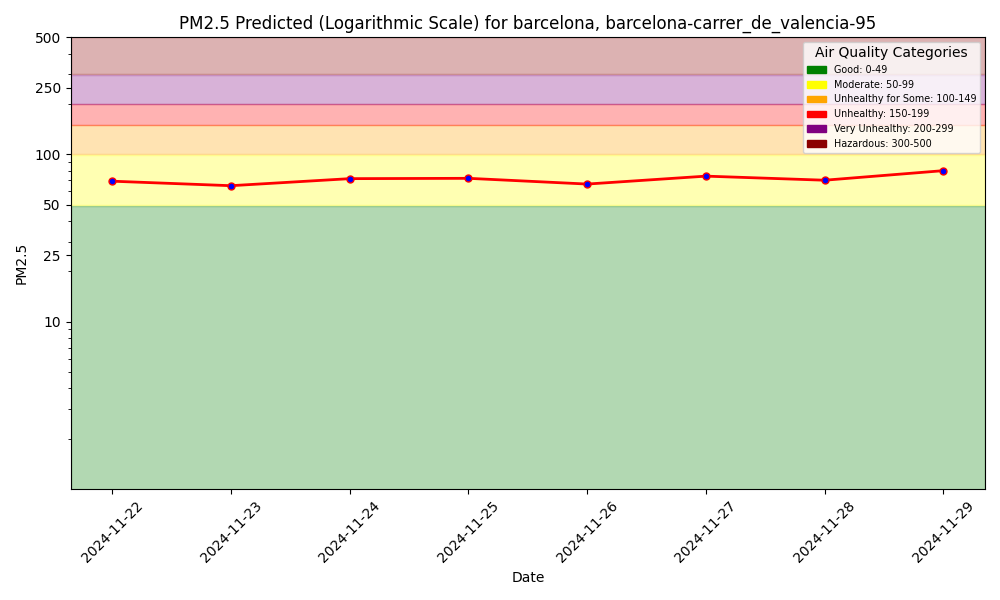 PM2.5 Predicted (Logarithmic Scale) for barcelona, barcelona-carrer_de_valencia-95
500
250
100
50
25
10
PM2.5
Air Quality Categories
Good: 0-49
Moderate: 50-99
Unhealthy for Some: 100-149
Unhealthy: 150-199
Very Unhealthy: 200-299
Hazardous: 300-500
2024-11-22
2024-11-23
2024-11-24
2024-11-25
2024-11-26
2024-11-27
2024-11-28
2024-11-29
Date